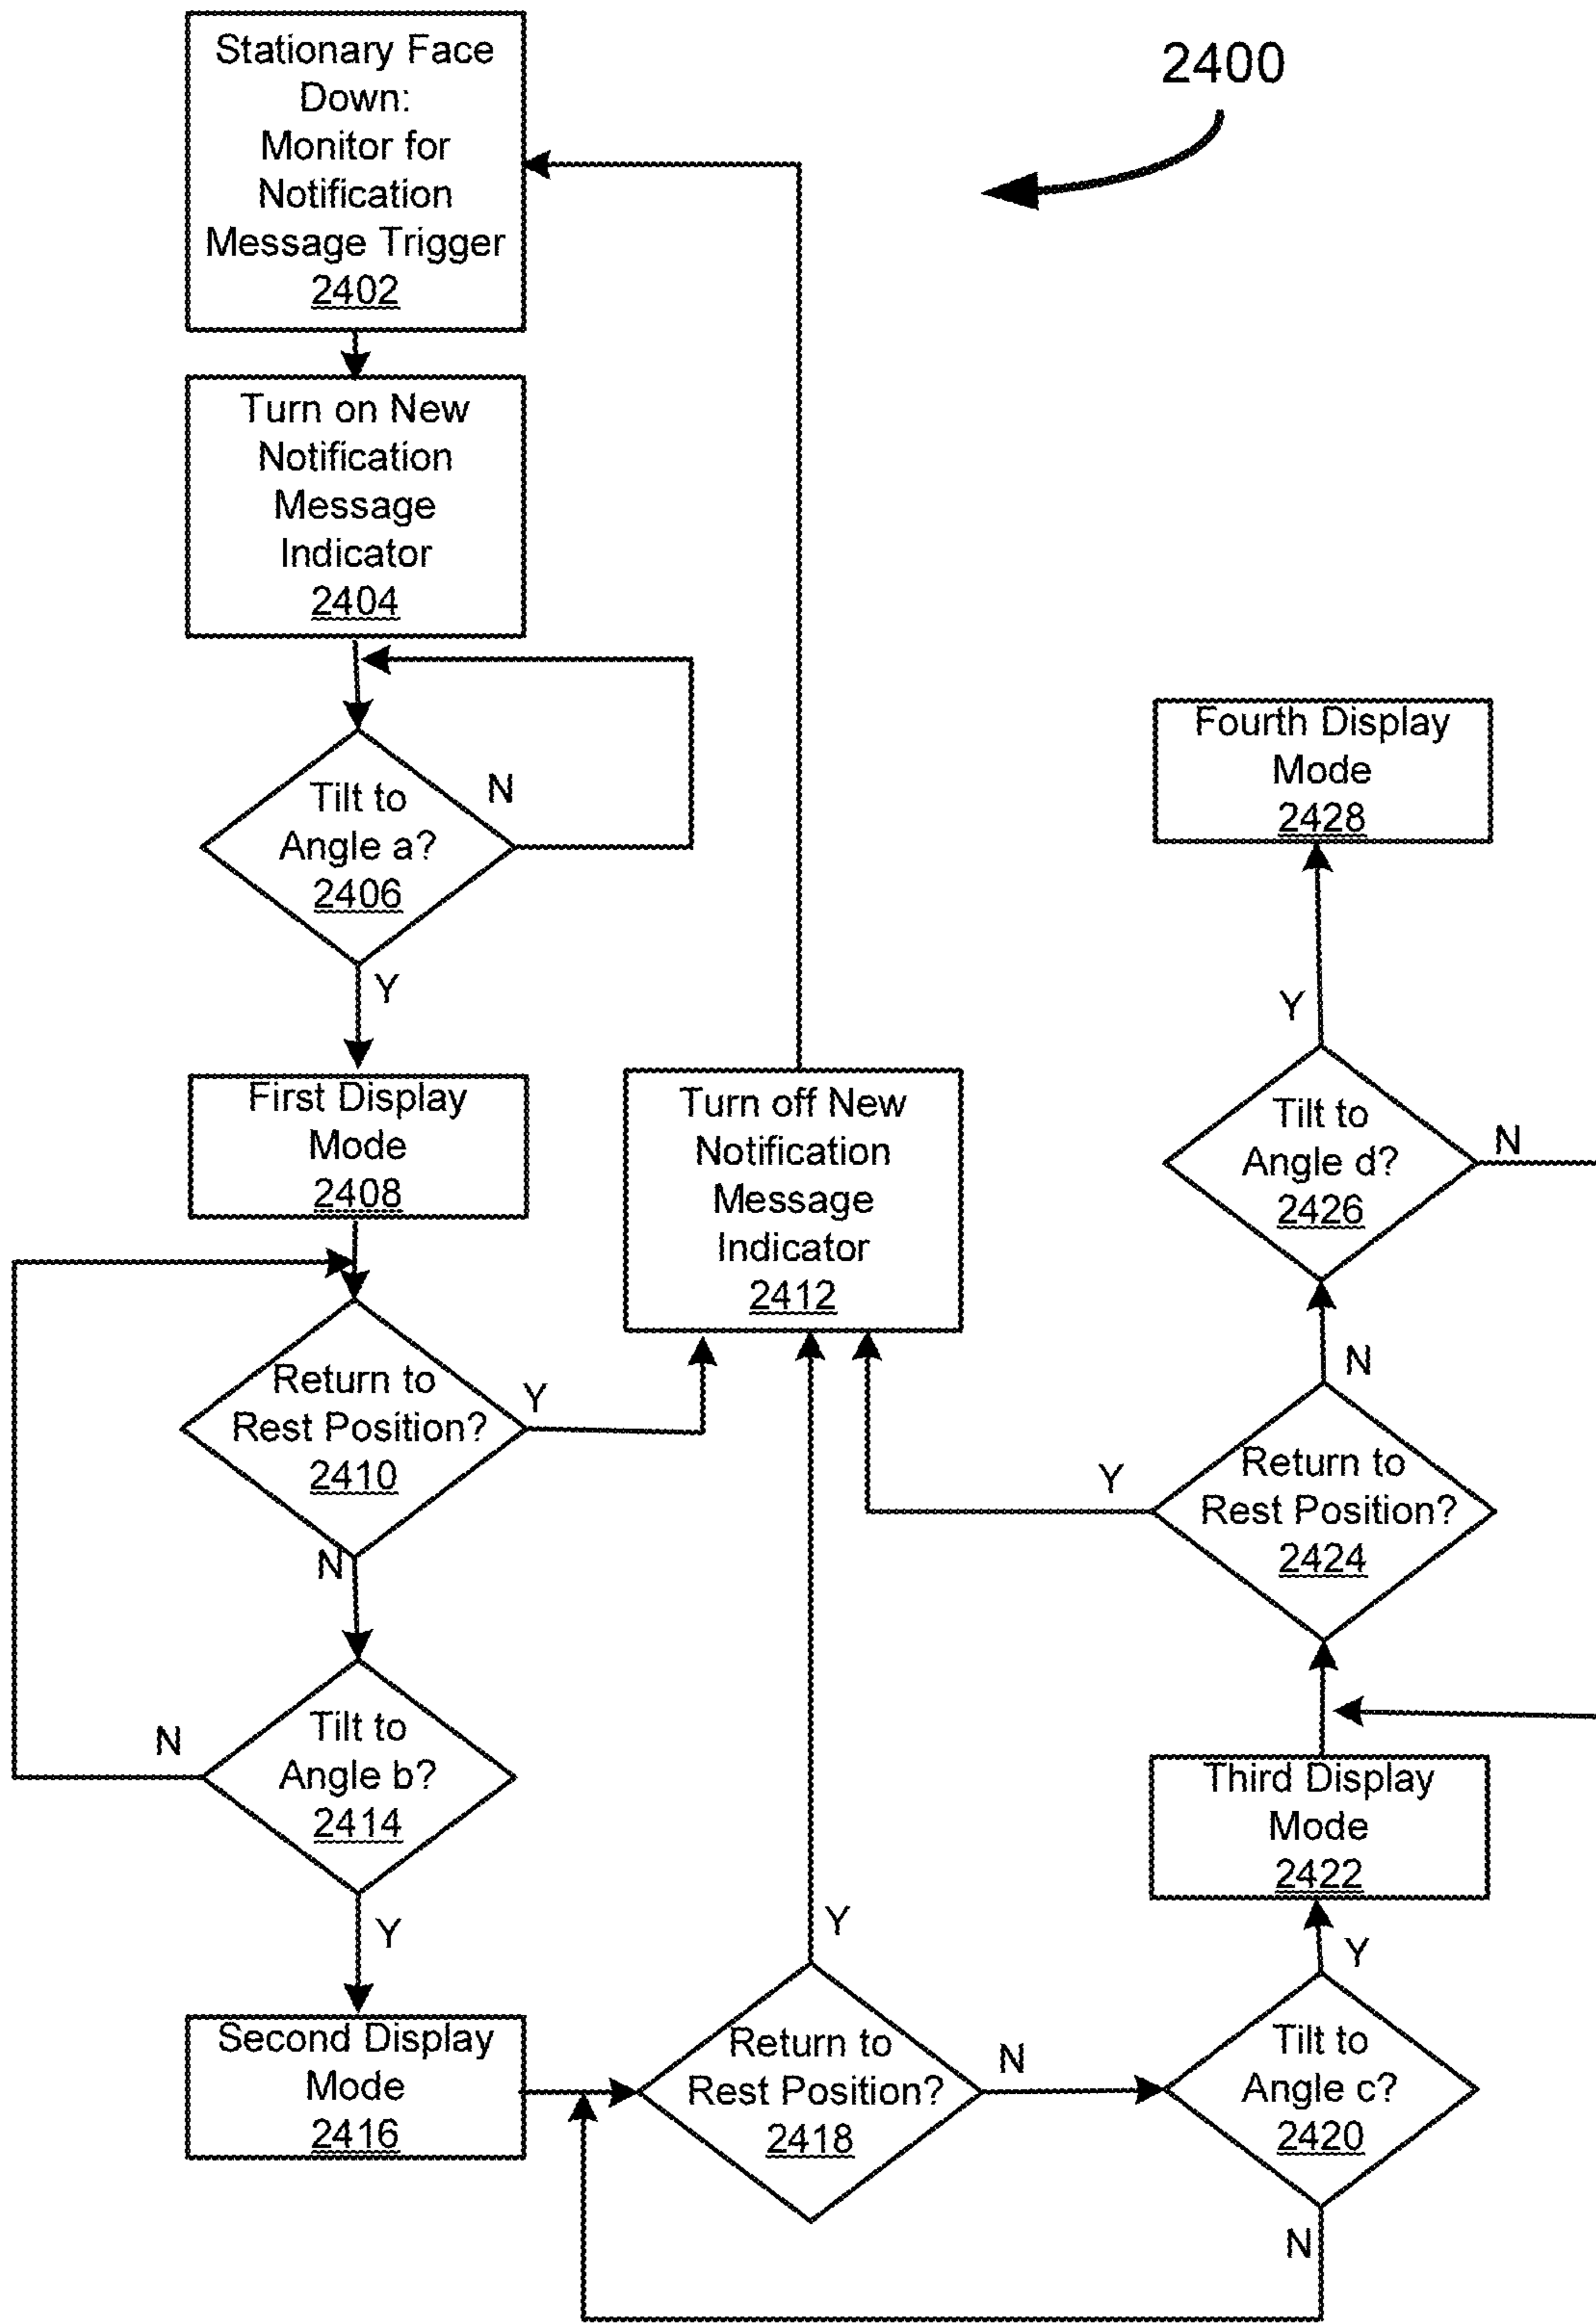 2400
Stationary Face
Down:
Monitor for
Notification
Message Trigger
2402
Turn on New
Notification
Message
Indicator
2404
Tilt to
Angle a?
2406
N
Y
First Display
Mode
2408
Return to
Rest Position?
2410
Y
N
Turn off New
Notification
Message
Indicator
2412
Tilt to
Angle b?
2414
N
Y
Second Display
Mode
2416
Return to
Rest Position?
2418
Y
N
Tilt to
Angle c?
2420
Y
N
Third Display
Mode
2422
Return to
Rest Position?
2424
Y
N
Tilt to
Angle d?
2426
N
Y
Fourth Display
Mode
2428